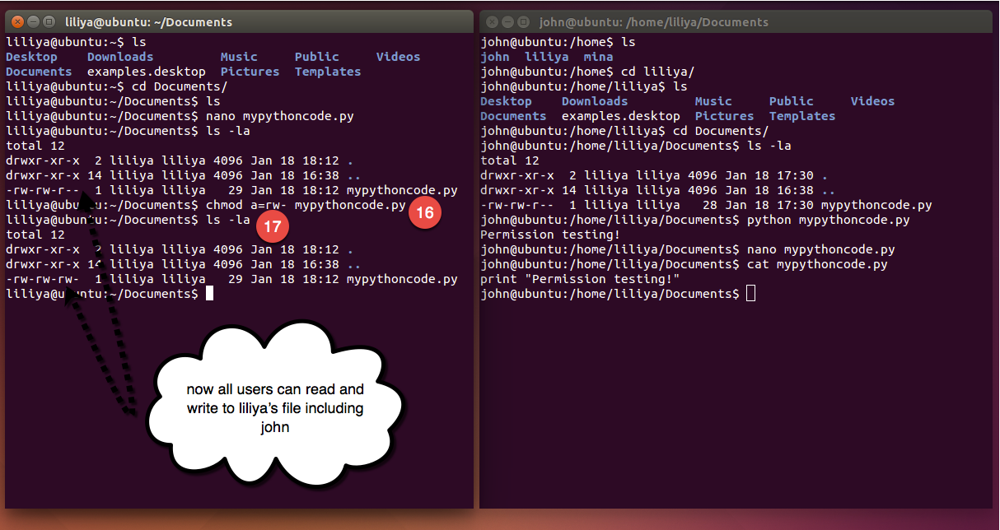 liliya@ubuntu: ~/Documents
liliya@ubuntu:~$ ls
Desktop    Downloads         Music     Public     Videos
Documents  examples.desktop  Pictures  Templates
liliya@ubuntu:~$ cd Documents/
liliya@ubuntu:~/Documents$ ls
liliya@ubuntu:~/Documents$ nano mypythoncode.py
liliya@ubuntu:~/Documents$ ls -la
total 12
drwxr-xr-x  2 liliya liliya 4096 Jan 18 18:12 .
drwxr-xr-x 14 liliya liliya 4096 Jan 18 16:38 ..
-rw-rw-r--  1 liliya liliya   29 Jan 18 18:12 mypythoncode.py
liliya@ubuntu:~/Documents$ chmod a=rw- mypythoncode.py
16
liliya@ubuntu:~/Documents$ ls -la
17
total 12
drwxr-xr-x  2 liliya liliya 4096 Jan 18 18:12 .
drwxr-xr-x 14 liliya liliya 4096 Jan 18 16:38 ..
-rw-rw-rw-  1 liliya liliya   29 Jan 18 18:12 mypythoncode.py
liliya@ubuntu:~/Documents$
now all users can read and
write to liliya's file including
john
john@ubuntu: /home/liliya/Documents
john@ubuntu:/home$ ls
john  liliya  mina
john@ubuntu:/home$ cd liliya/
john@ubuntu:/home/liliya$ ls
Desktop    Downloads         Music     Public     Videos
Documents  examples.desktop  Pictures  Templates
john@ubuntu:/home/liliya$ cd Documents/
john@ubuntu:/home/liliya/Documents$ ls -la
total 12
drwxr-xr-x  2 liliya liliya 4096 Jan 18 17:30 .
drwxr-xr-x 14 liliya liliya 4096 Jan 18 16:38 ..
-rw-rw-r--  1 liliya liliya   28 Jan 18 17:30 mypythoncode.py
john@ubuntu:/home/liliya/Documents$ python mypythoncode.py
Permission testing!
john@ubuntu:/home/liliya/Documents$ nano mypythoncode.py
john@ubuntu:/home/liliya/Documents$ cat mypythoncode.py
print "Permission testing!"
john@ubuntu:/home/liliya/Documents$